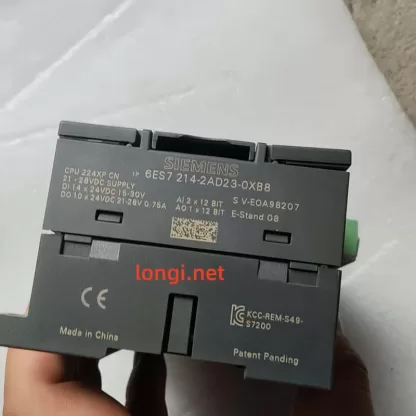 SIEMENS
CPU 224XP CN 1P 6ES7 214-2AD23-0XB8
21 - 28VDC SUPPLY
DI 14 x 24VDC 15-30V AI 2 x 12 BIT S V-E0A98207
DO 10 x 24VDC 21-28V 0.75A AO 1 x 12 BIT E-Stand 08
longi.net
CE
KCC-REM-S49-
S7200
Made in China
Patent Pending